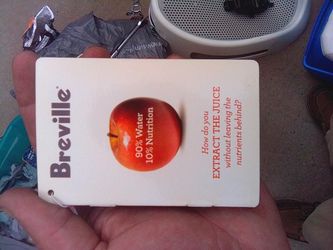 Breville®
90% Water
10% Nutrition
How do you
EXTRACT THE JUICE
without leaving the
nutrients behind?